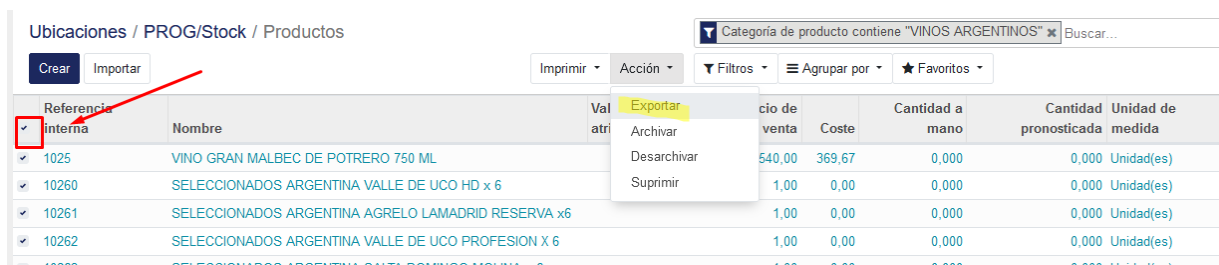 Ubicaciones / PROG/Stock / Productos
Categoría de producto contiene "VINOS ARGENTINOS" ✖ Buscar...
Crear Importar Imprimir Acción Filtros Agrupar por Favoritos
Exportar
Archivar
Desarchivar
Suprimir
Referencia interna Nombre cio de venta Coste Cantidad a mano Cantidad pronosticada Unidad de medida
1025 VINO GRAN MALBEC DE POTRERO 750 ML 540,00 369,67 0,000 0,000 Unidad(es)
10260 SELECCIONADOS ARGENTINA VALLE DE UCO HD x 6 1,00 0,00 0,000 0,000 Unidad(es)
10261 SELECCIONADOS ARGENTINA AGRELO LAMADRID RESERVA x6 1,00 0,00 0,000 0,000 Unidad(es)
10262 SELECCIONADOS ARGENTINA VALLE DE UCO PROFESION X 6 1,00 0,00 0,000 0,000 Unidad(es)